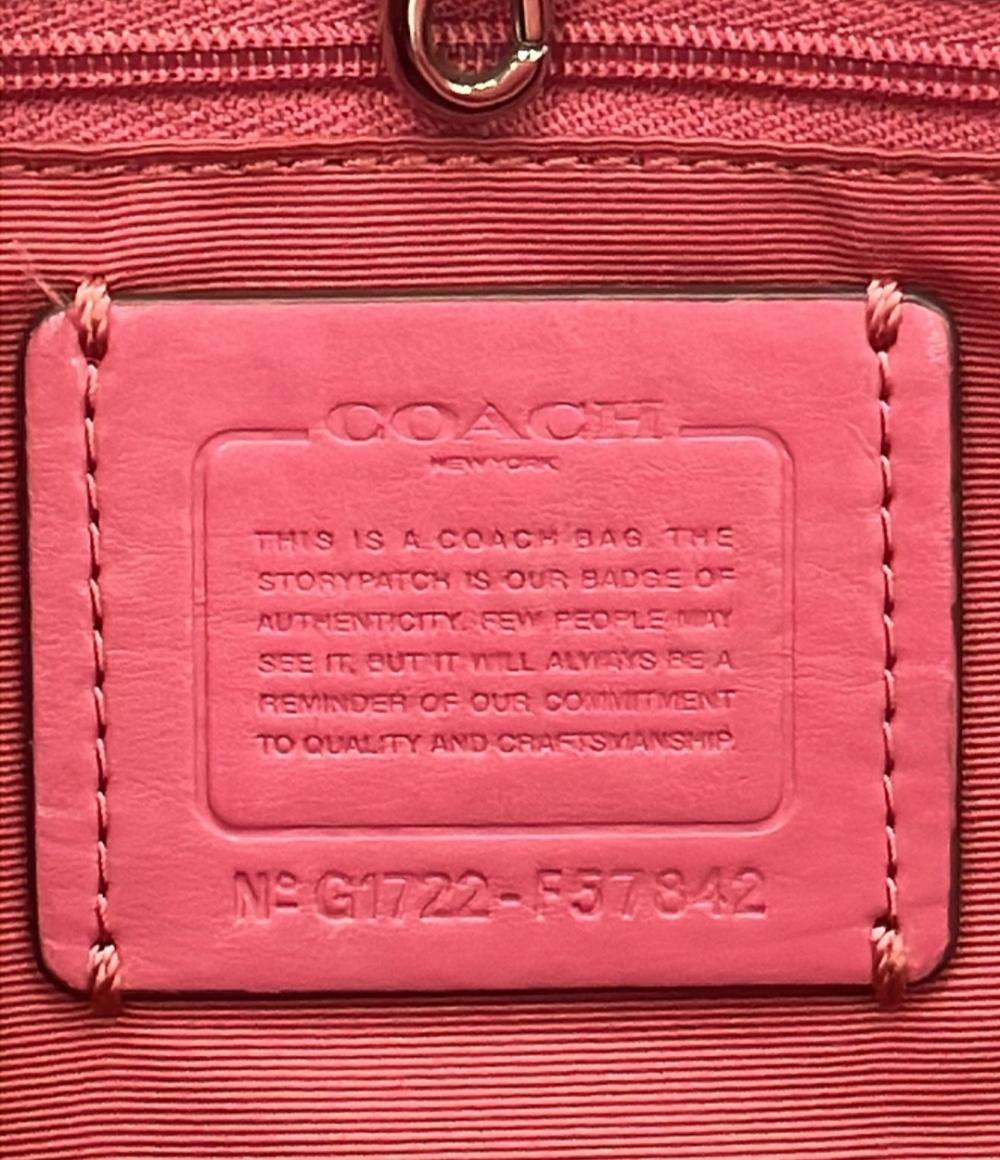 COACH
NEW YORK
THIS IS A COACH BAG. THE
STORYPATCH IS OUR BADGE OF
AUTHENTICITY. FEW PEOPLE MAY
SEE IT, BUT IT WILL ALWAYS BE A
REMINDER OF OUR COMMITMENT
TO QUALITY AND CRAFTSMANSHIP.
Nº G1722-F57842